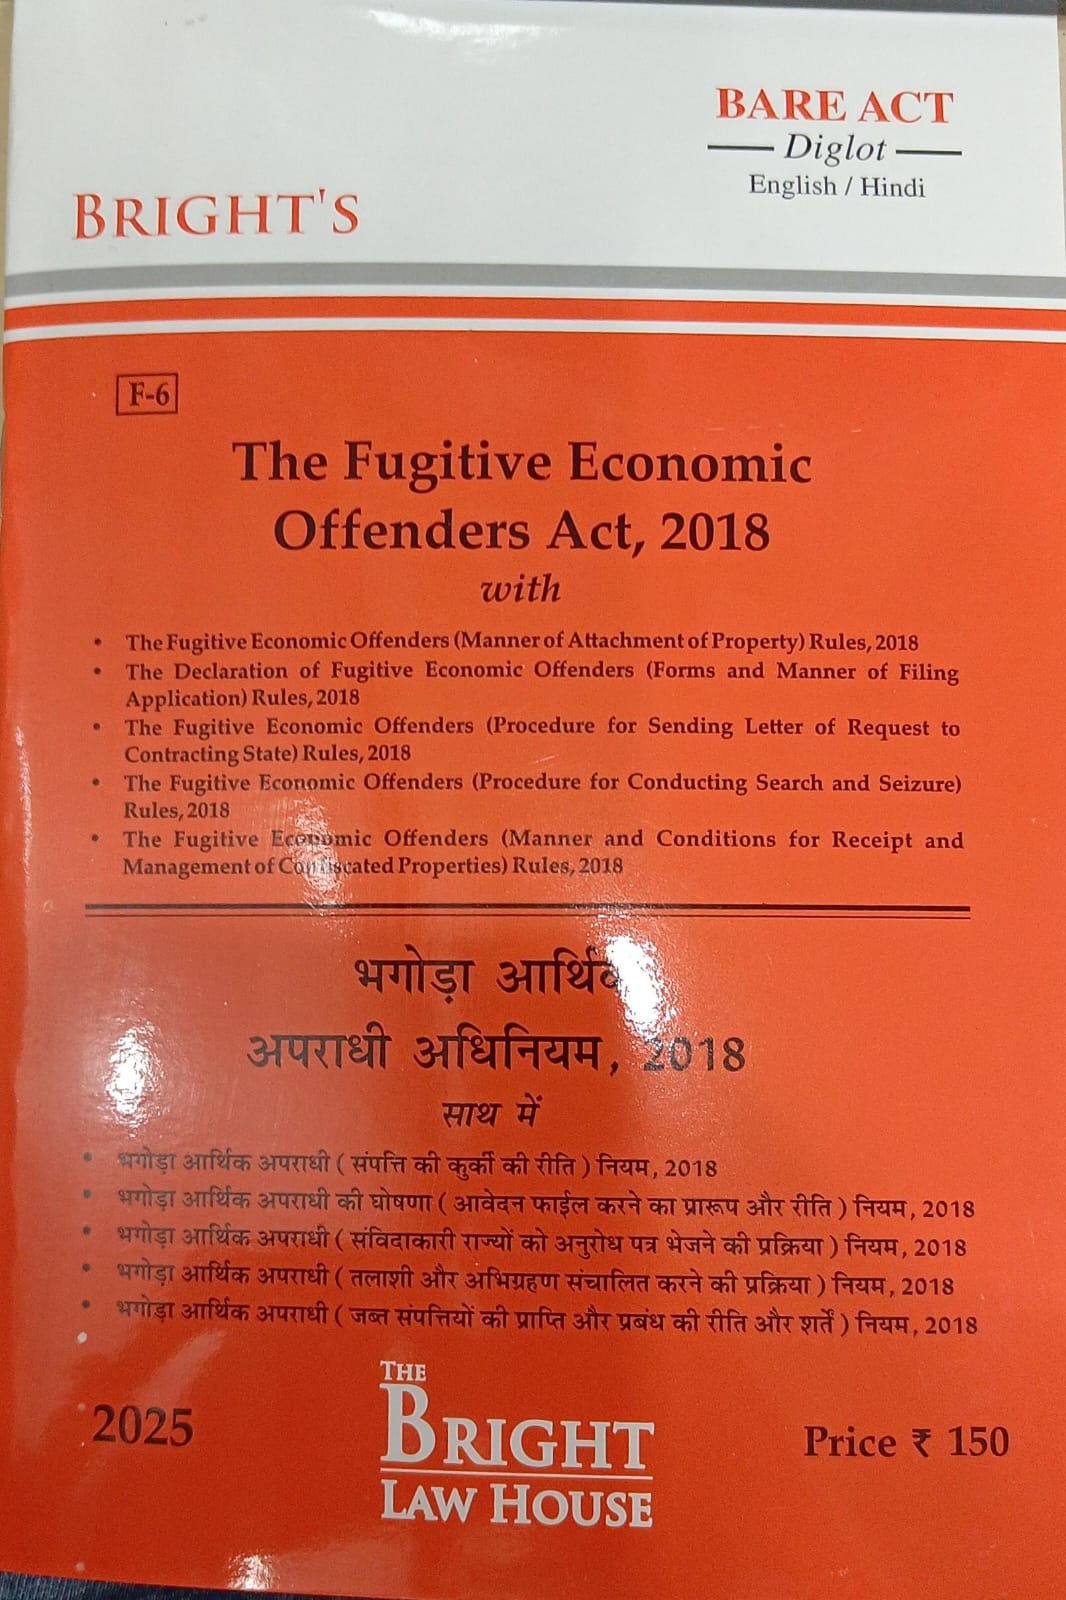 BARE ACT
Diglot
English / Hindi
BRIGHT'S
F-6
The Fugitive Economic
Offenders Act, 2018
with
• The Fugitive Economic Offenders (Manner of Attachment of Property) Rules, 2018
• The Declaration of Fugitive Economic Offenders (Forms and Manner of Filing
Application) Rules, 2018
• The Fugitive Economic Offenders (Procedure for Sending Letter of Request to
Contracting State) Rules, 2018
• The Fugitive Economic Offenders (Procedure for Conducting Search and Seizure)
Rules, 2018
• The Fugitive Economic Offenders (Manner and Conditions for Receipt and
Management of Confiscated Properties) Rules, 2018
भगोड़ा आर्थिक
अपराधी अधिनियम, 2018
साथ में
• भगोड़ा आर्थिक अपराधी ( संपत्ति की कुर्की की रीति ) नियम, 2018
• भगोड़ा आर्थिक अपराधी की घोषणा ( आवेदन फाईल करने का प्रारूप और रीति ) नियम, 2018
• भगोड़ा आर्थिक अपराधी ( संविदाकारी राज्यों को अनुरोध पत्र भेजने की प्रक्रिया ) नियम, 2018
• भगोड़ा आर्थिक अपराधी ( तलाशी और अभिग्रहण संचालित करने की प्रक्रिया ) नियम, 2018
• भगोड़ा आर्थिक अपराधी ( जब्त संपत्तियों की प्राप्ति और प्रबंध की रीति और शर्तें ) नियम, 2018
2025
THE
BRIGHT
LAW HOUSE
Price ₹ 150